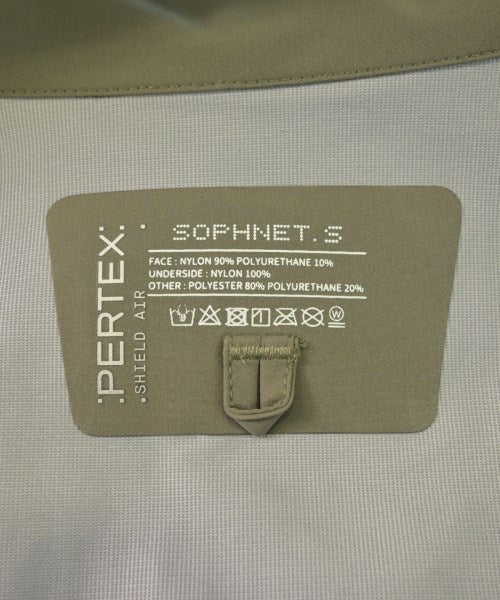 SOPHNET.S
FACE : NYLON 90% POLYURETHANE 10%
UNDERSIDE : NYLON 100%
OTHER : POLYESTER 80% POLYURETHANE 20%
W
PERTEX
SHIELD AIR